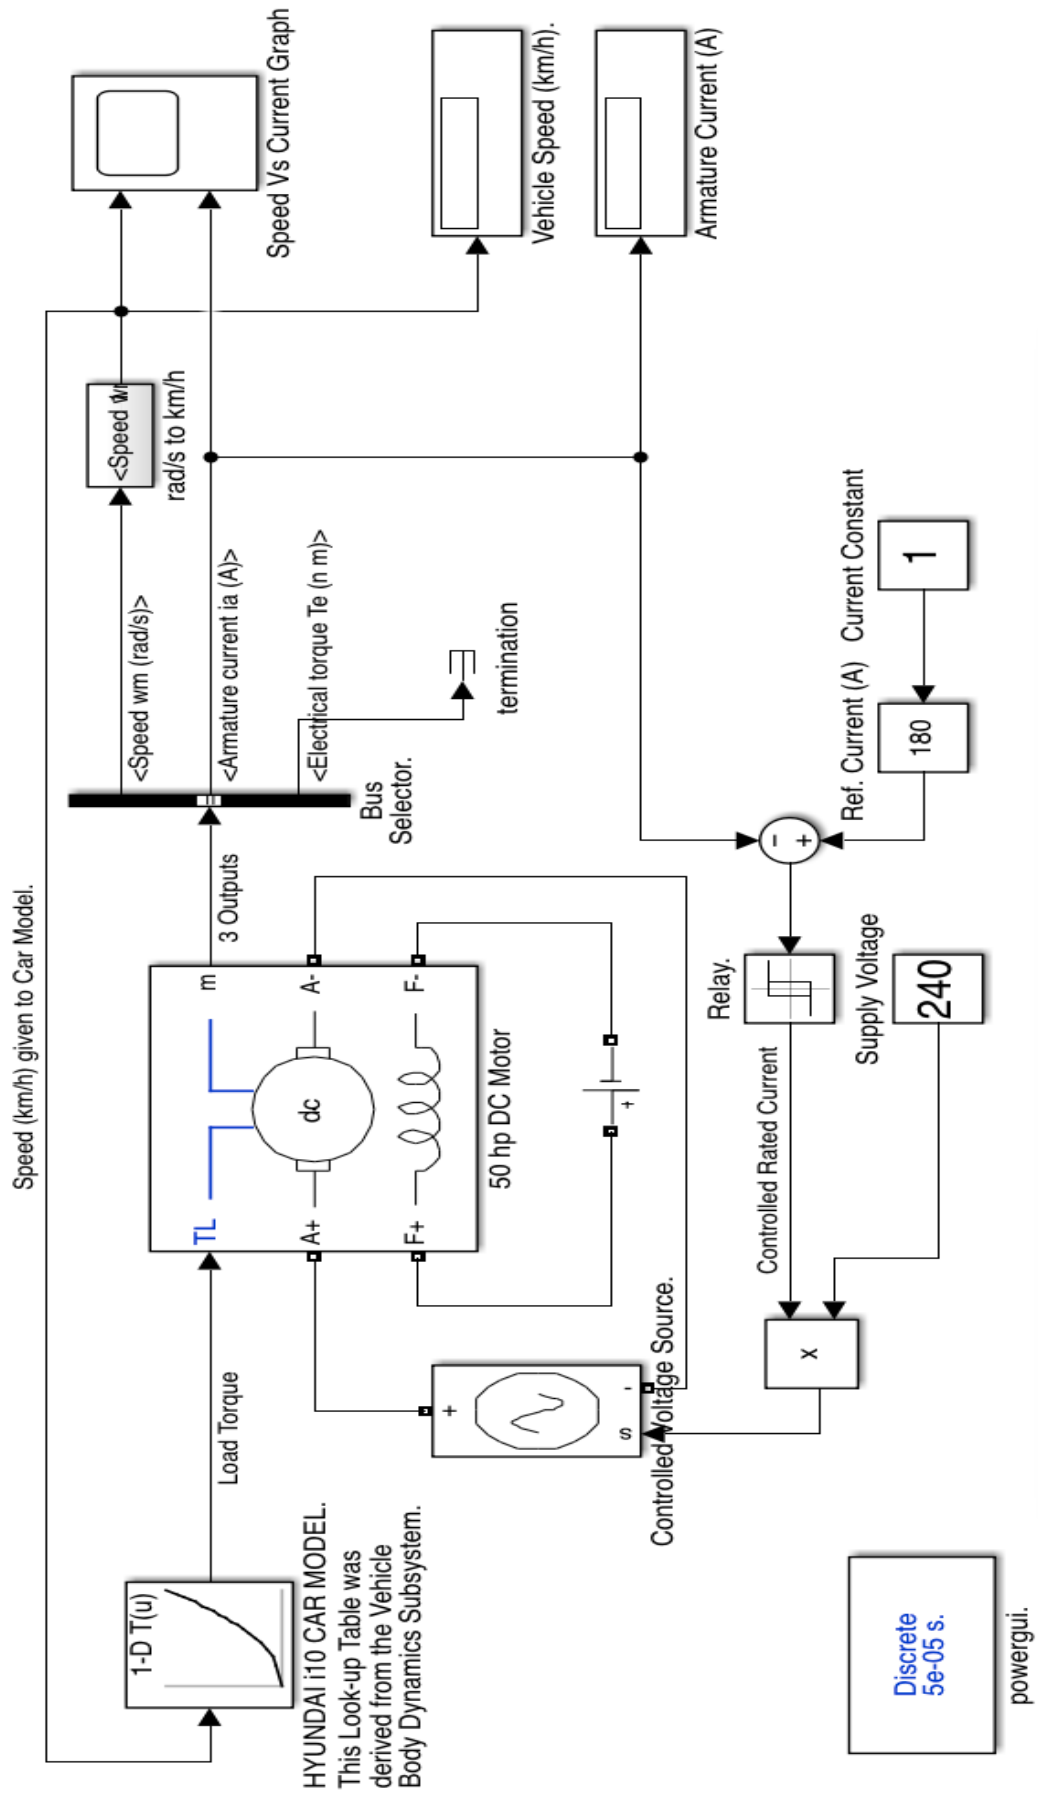 Speed (km/h) given to Car Model.
1-D T(u)
HYUNDAI i10 CAR MODEL.
This Look-up Table was
derived from the Vehicle
Body Dynamics Subsystem.
Load Torque
TL
m
A+
dc
A-
F+
F-
50 hp DC Motor
3 Outputs
Bus
Selector.
<Speed wm (rad/s)>
<Armature current ia (A)>
<Electrical torque Te (n m)>
termination
<Speed
rad/s to km/h
Speed Vs Current Graph
Vehicle Speed (km/h).
Armature Current (A)
+
s
-
Controlled Voltage Source.
+
Controlled Rated Current
Relay.
-
+
Ref. Current (A)
180
Current Constant
1
Supply Voltage
240
x
Discrete
5e-05 s.
powergui.